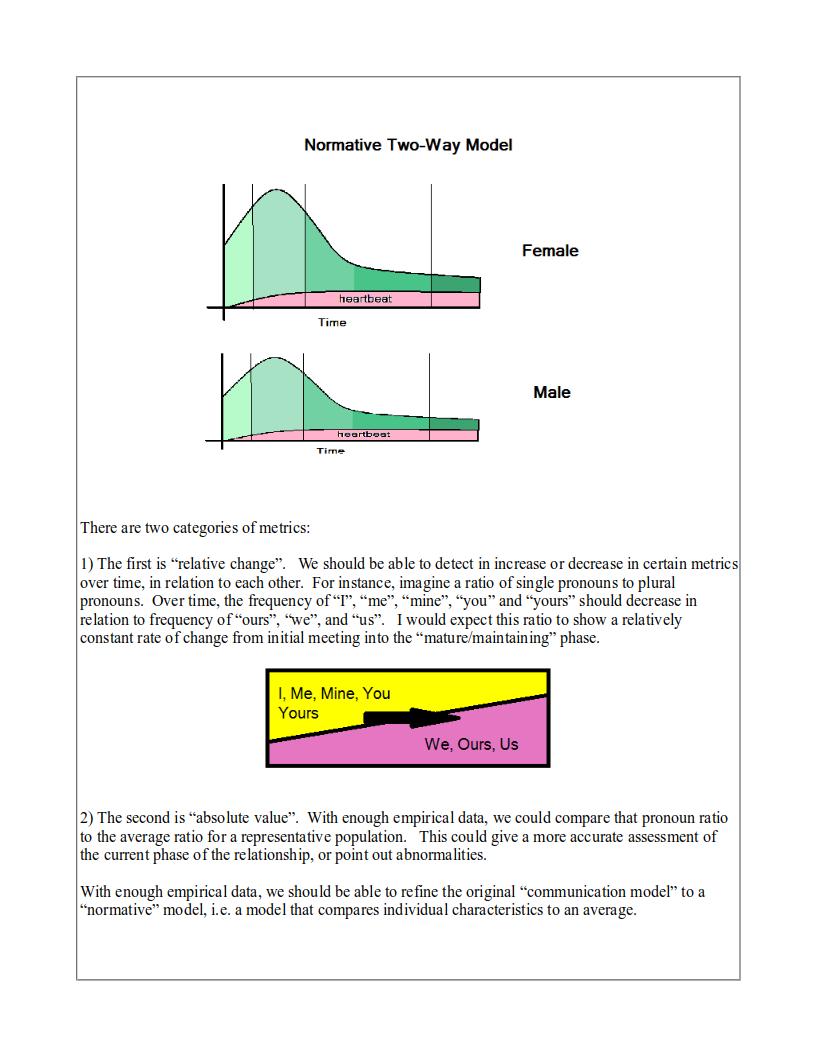 Normative Two-Way Model
Female
heartbeat
Time
Male
heartbeat
Time
There are two categories of metrics:
1) The first is “relative change”.   We should be able to detect in increase or decrease in certain metrics
over time, in relation to each other.  For instance, imagine a ratio of single pronouns to plural
pronouns.  Over time, the frequency of “I”, “me”, “mine”, “you” and “yours” should decrease in
relation to frequency of “ours”, “we”, and “us”.   I would expect this ratio to show a relatively
constant rate of change from initial meeting into the “mature/maintaining” phase.
I, Me, Mine, You
Yours
We, Ours, Us
2) The second is “absolute value”.  With enough empirical data, we could compare that pronoun ratio
to the average ratio for a representative population.   This could give a more accurate assessment of
the current phase of the relationship, or point out abnormalities.
With enough empirical data, we should be able to refine the original “communication model” to a
“normative” model, i.e. a model that compares individual characteristics to an average.